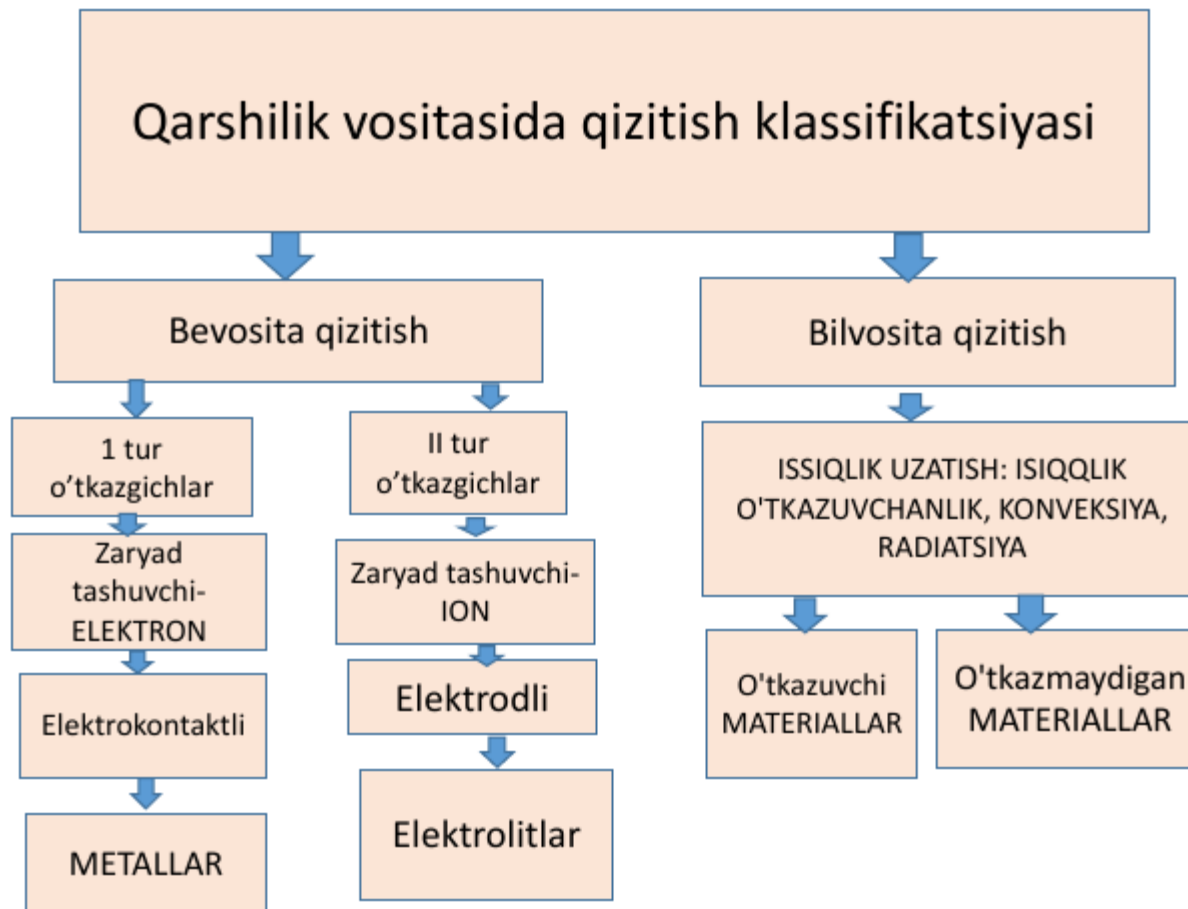 Qarshilik vositasida qizitish klassifikatsiyasi
Bevosita qizitish
Bilvosita qizitish
1 tur
o’tkazgichlar
II tur
o’tkazgichlar
ISSIQLIK UZATISH: ISIQQLIK
O'TKAZUVCHANLIK, KONVEKSIYA,
RADIATSIYA
Zaryad
tashuvchi-
ELEKTRON
Zaryad tashuvchi-
ION
O'tkazuvchi
MATERIALLAR
O'tkazmaydigan
MATERIALLAR
Elektrokontaktli
Elektrodli
METALLAR
Elektrolitlar